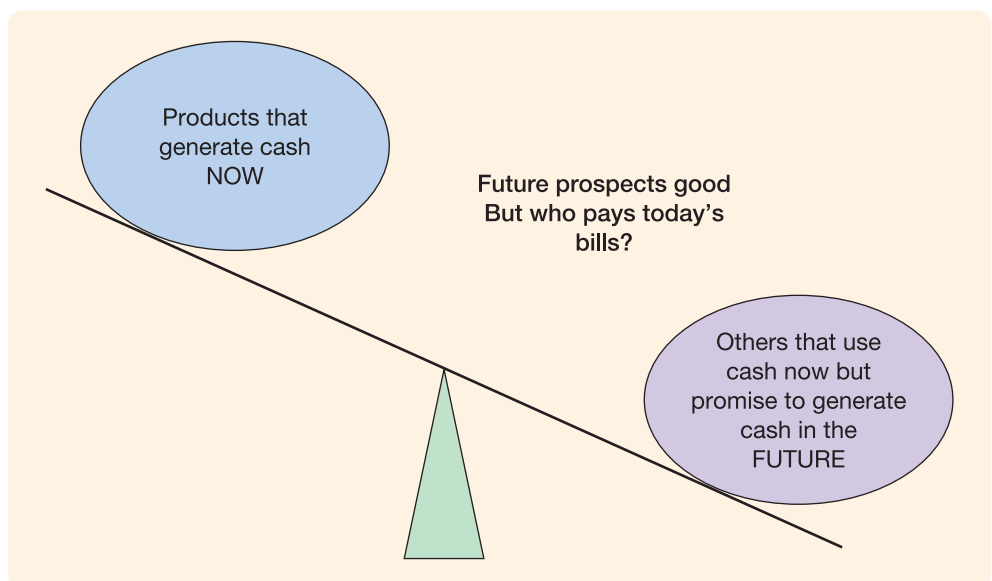 Products that
generate cash
NOW
Future prospects good
But who pays today’s
bills?
Others that use
cash now but
promise to generate
cash in the
FUTURE